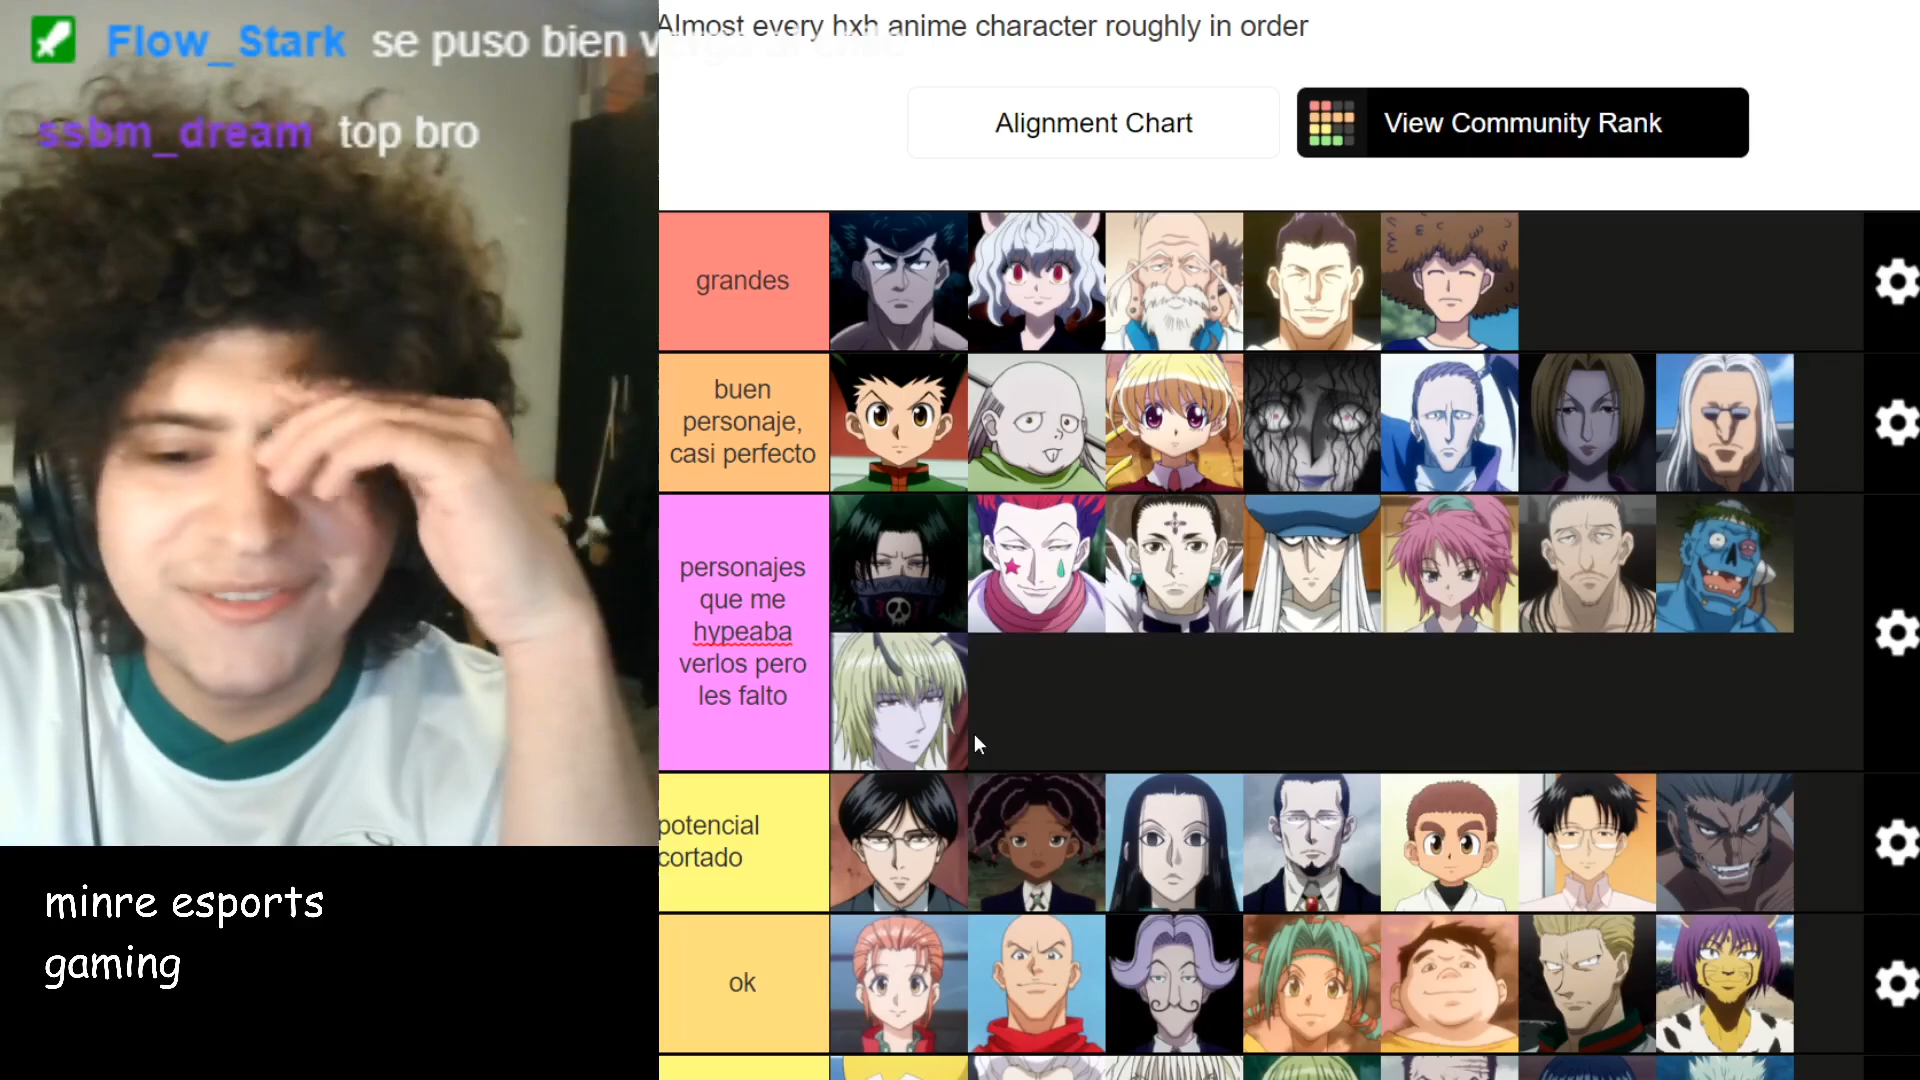 Flow_Stark se puso bien
ssbm_dream top bro
Almost every hxh anime character roughly in order
Alignment Chart
View Community Rank
grandes
buen
personaje,
casi perfecto
personajes
que me
hypeaba
verlos pero
les falto
potencial
cortado
ok
minre esports
gaming